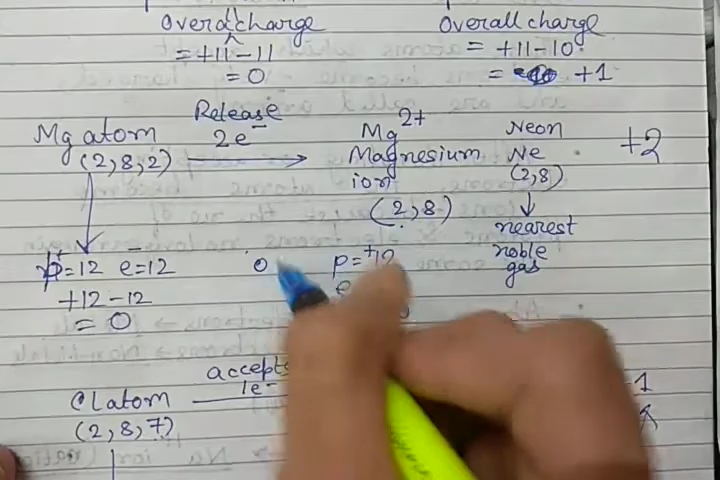 Overall charge
= +11 - 11
= 0
Overall charge
= +11 - 10
= +1
Mg atom
(2,8,2)
Release
2e⁻
Mg²⁺
Magnesium
ion
(2,8)
Neon
Ne
(2,8)
nearest
noble
gas
+2
p⁺=12 e⁻=12
+12 - 12
= 0
0
p=+12
e
Cl atom
(2,8,7)
accepts
1e⁻